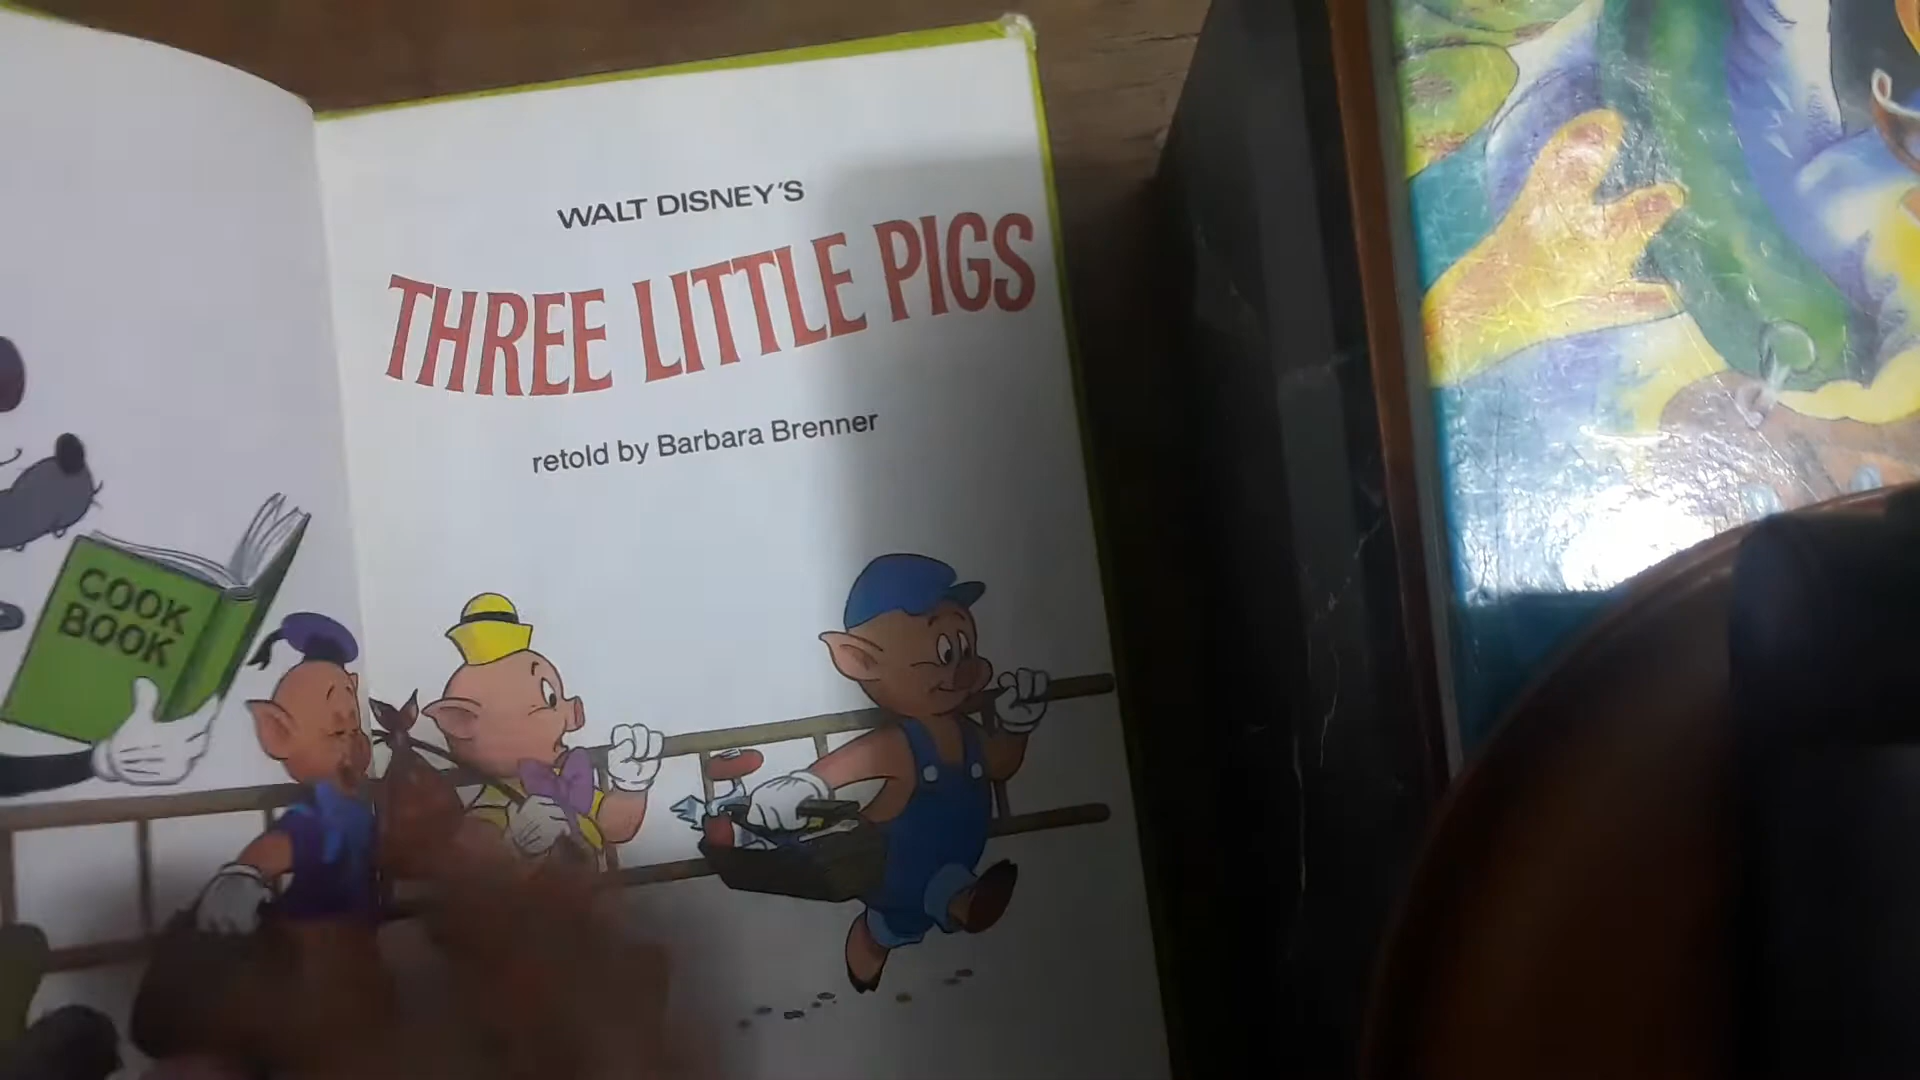 WALT DISNEY'S
THREE LITTLE PIGS
retold by Barbara Brenner
COOK
BOOK